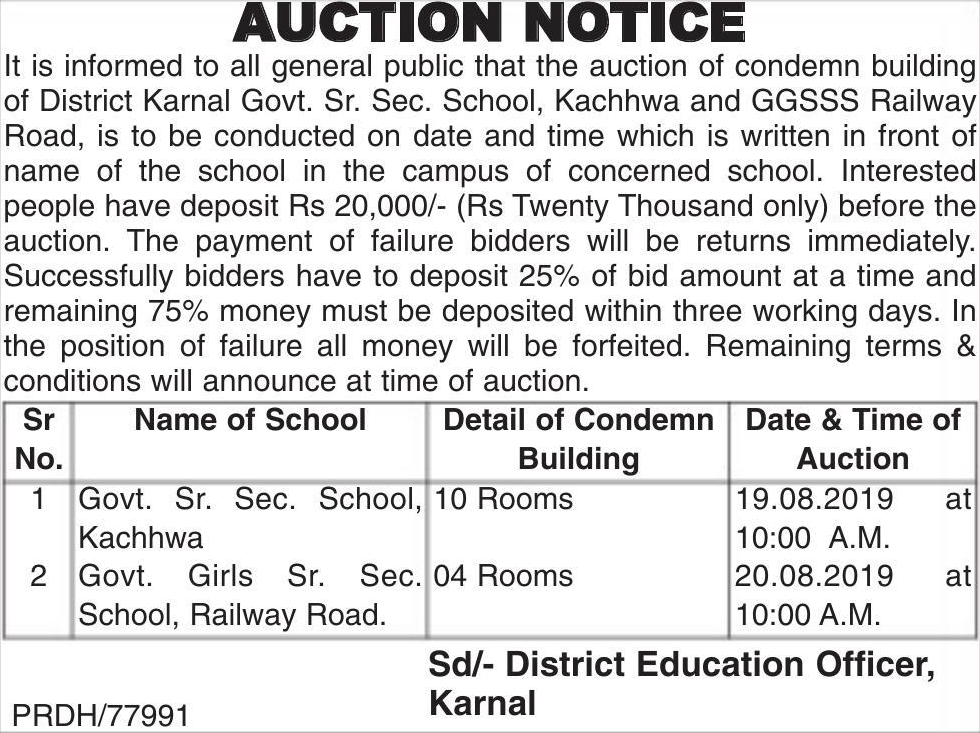 AUCTION NOTICE
It is informed to all general public that the auction of condemn building
of District Karnal Govt. Sr. Sec. School, Kachhwa and GGSSS Railway
Road, is to be conducted on date and time which is written in front of
name of the school in the campus of concerned school. Interested
people have deposit Rs 20,000/- (Rs Twenty Thousand only) before the
auction. The payment of failure bidders will be returns immediately.
Successfully bidders have to deposit 25% of bid amount at a time and
remaining 75% money must be deposited within three working days. In
the position of failure all money will be forfeited. Remaining terms &
conditions will announce at time of auction.
Sr Name of School Detail of Condemn Date & Time of
No. Building Auction
1 Govt. Sr. Sec. School, 10 Rooms 19.08.2019 at
Kachhwa 10:00 A.M.
2 Govt. Girls Sr. Sec. 04 Rooms 20.08.2019 at
School, Railway Road. 10:00 A.M.
Sd/- District Education Officer,
Karnal
PRDH/77991